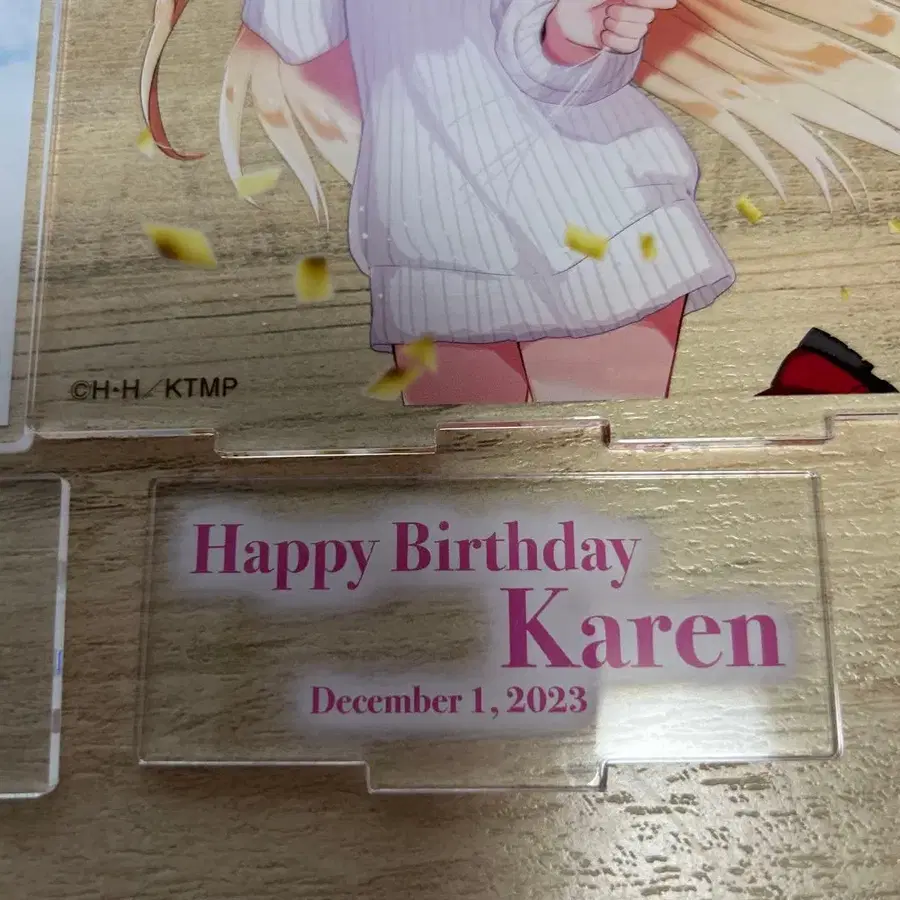 ©H・H／KTMP
Happy Birthday
Karen
December 1, 2023